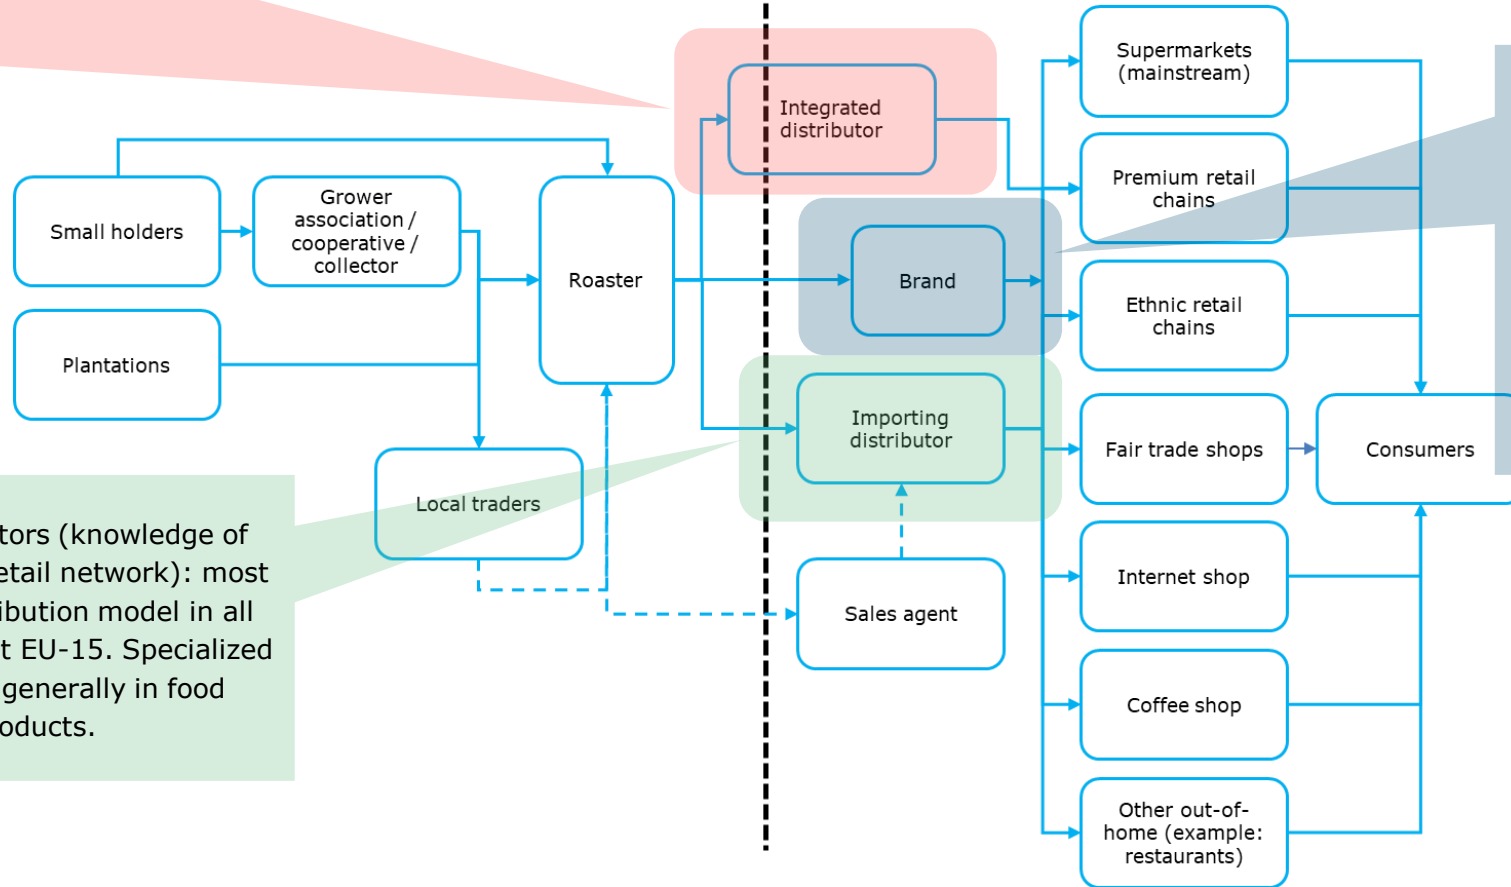 Supermarkets
(mainstream)
Integrated
distributor
Premium retail
chains
Small holders
Grower
association /
cooperative /
collector
Roaster
Brand
Ethnic retail
chains
Plantations
Importing
distributor
Fair trade shops
Consumers
Local traders
tors (knowledge of
etail network): most
ribution model in all
t EU-15. Specialized
generally in food
oducts.
Internet shop
Sales agent
Coffee shop
Other out-of-
home (example:
restaurants)